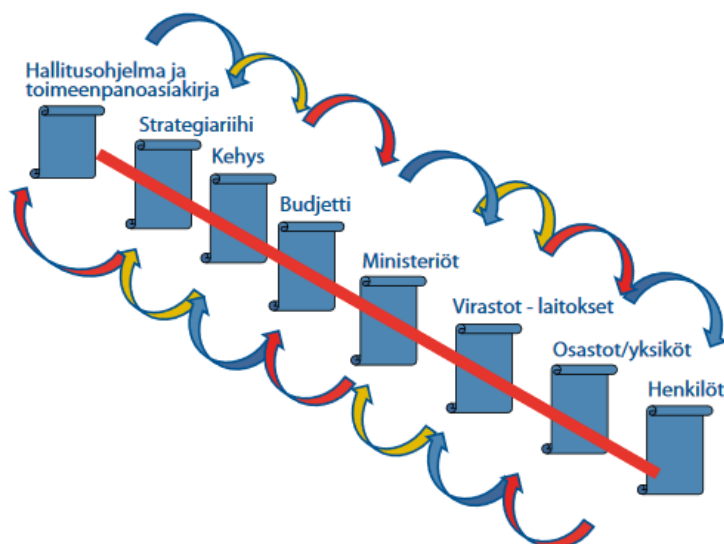 Hallitusohjelma ja
toimeenpanoasiakirja
Strategiariihi
Kehys
Budjetti
Ministeriöt
Virastot - laitokset
Osastot/yksiköt
Henkilöt